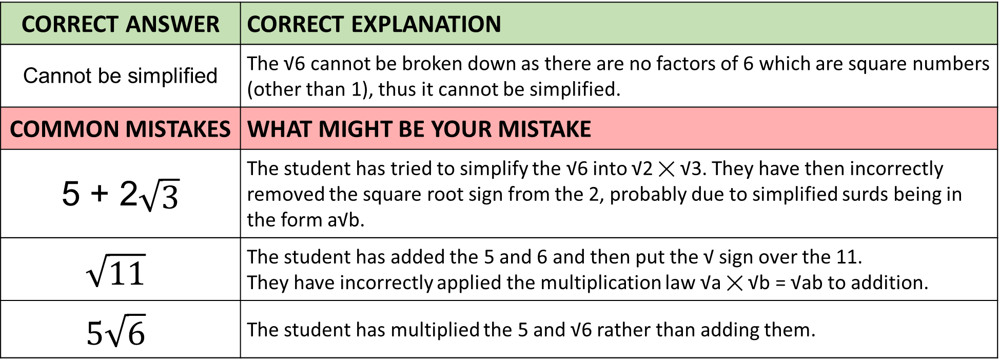 CORRECT ANSWER
CORRECT EXPLANATION
Cannot be simplified
The √6 cannot be broken down as there are no factors of 6 which are square numbers
(other than 1), thus it cannot be simplified.
COMMON MISTAKES
WHAT MIGHT BE YOUR MISTAKE
5 + 2√3
The student has tried to simplify the √6 into √2 × √3. They have then incorrectly
removed the square root sign from the 2, probably due to simplified surds being in
the form a√b.
√11
The student has added the 5 and 6 and then put the √ sign over the 11.
They have incorrectly applied the multiplication law √a × √b = √ab to addition.
5√6
The student has multiplied the 5 and √6 rather than adding them.